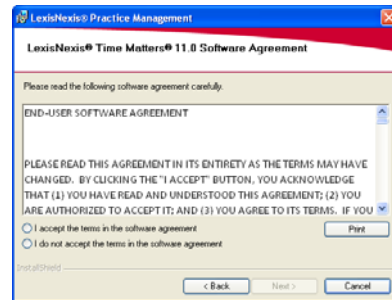 LexisNexis® Practice Management
LexisNexis® Time Matters® 11.0 Software Agreement
Please read the following software agreement carefully.
END-USER SOFTWARE AGREEMENT
PLEASE READ THIS AGREEMENT IN ITS ENTIRETY AS THE TERMS MAY HAVE
CHANGED. BY CLICKING THE "I ACCEPT" BUTTON, YOU ACKNOWLEDGE
THAT (1) YOU HAVE READ AND UNDERSTOOD THIS AGREEMENT; (2) YOU
ARE AUTHORIZED TO ACCEPT IT; AND (3) YOU AGREE TO ITS TERMS. IF YOU
I accept the terms in the software agreement
Print
I do not accept the terms in the software agreement
InstallShield
< Back
Next >
Cancel